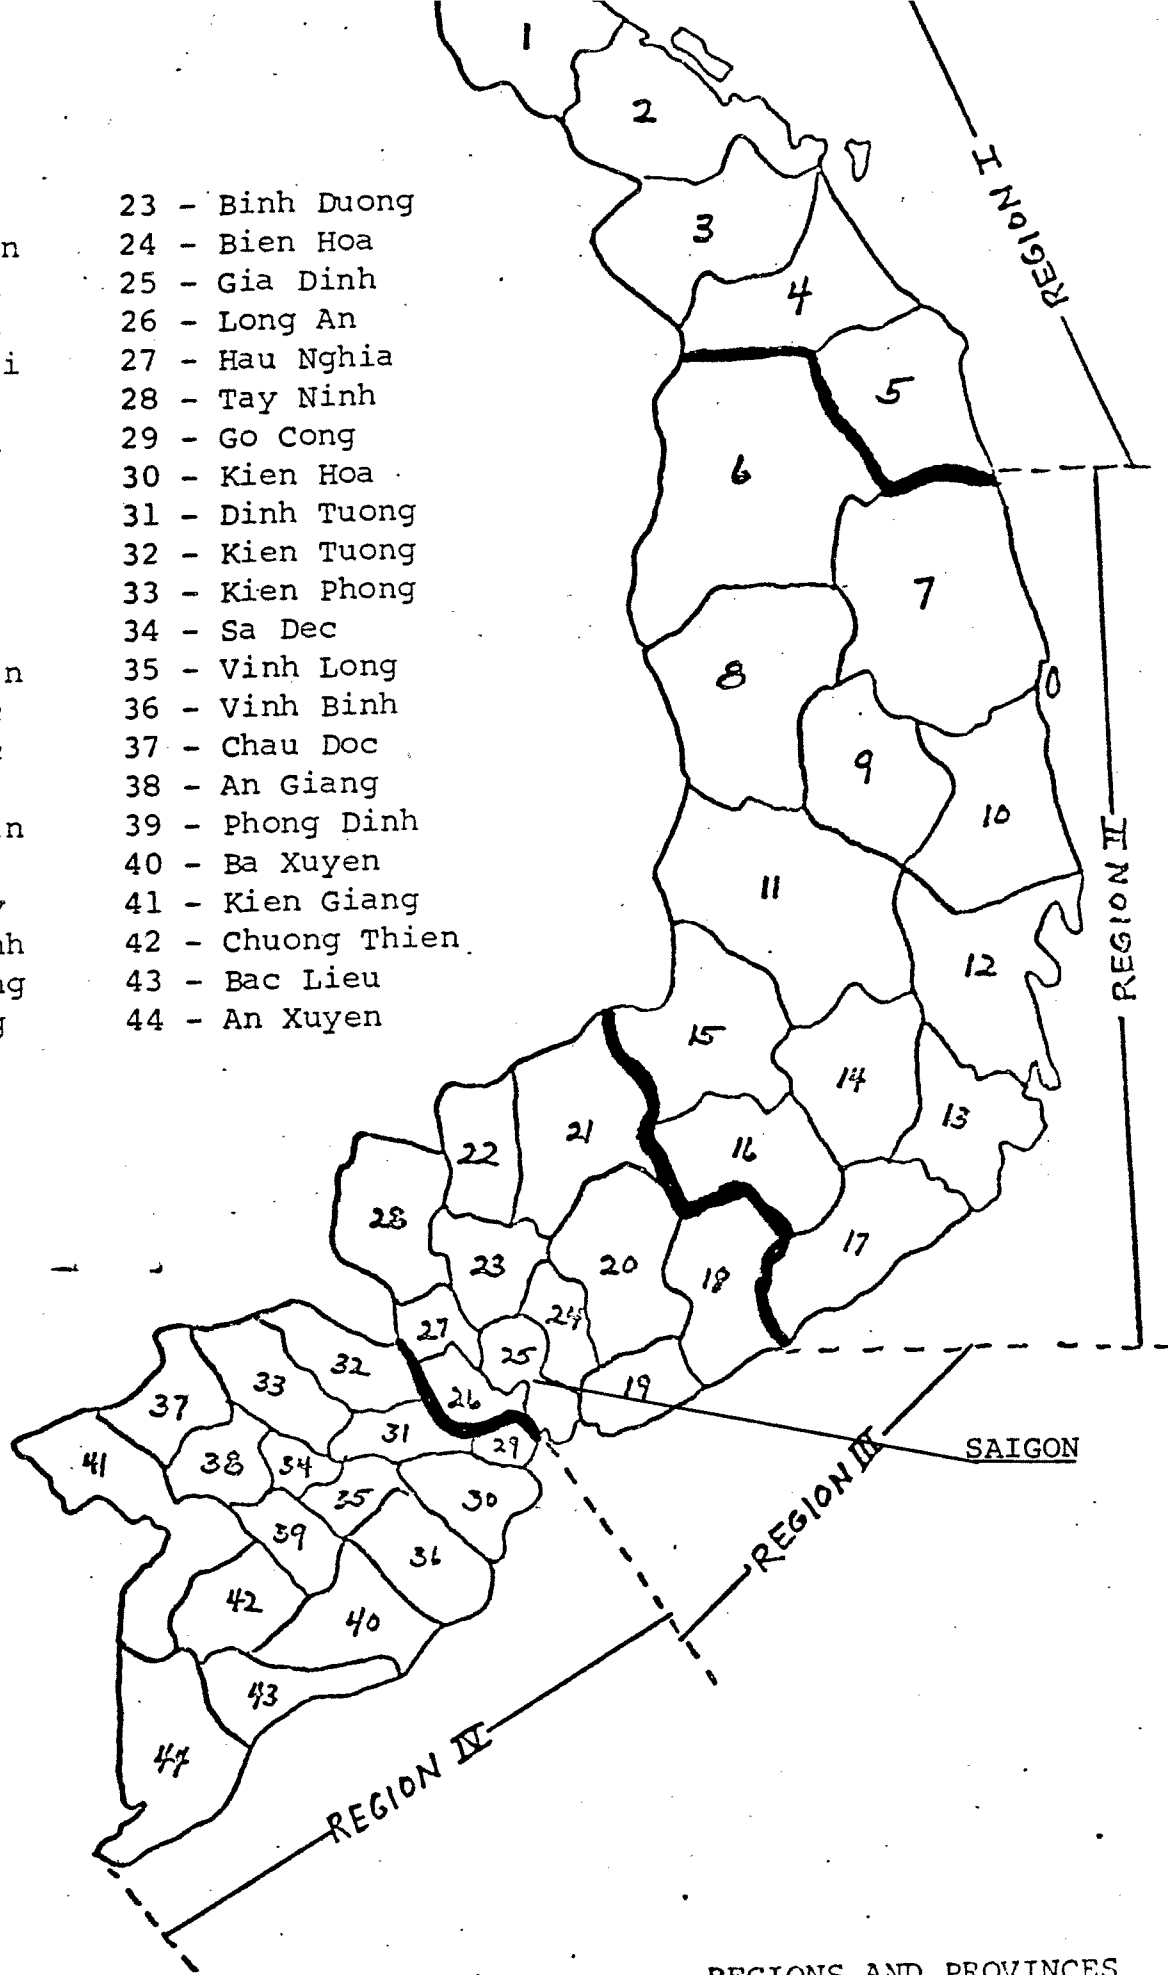 n
i
n
n
nh
ng
g
23 - Binh Duong
24 - Bien Hoa
25 - Gia Dinh
26 - Long An
27 - Hau Nghia
28 - Tay Ninh
29 - Go Cong
30 - Kien Hoa
31 - Dinh Tuong
32 - Kien Tuong
33 - Kien Phong
34 - Sa Dec
35 - Vinh Long
36 - Vinh Binh
37 - Chau Doc
38 - An Giang
39 - Phong Dinh
40 - Ba Xuyen
41 - Kien Giang
42 - Chuong Thien
43 - Bac Lieu
44 - An Xuyen
1
2
3
4
5
6
7
8
9
10
11
12
15
14
13
16
21
22
28
23
20
18
17
24
27
25
19
26
32
33
37
31
29
41
38
34
35
30
39
36
42
40
43
47
REGION I
REGION II
REGION III
REGION IV
SAIGON
REGIONS AND PROVINCES